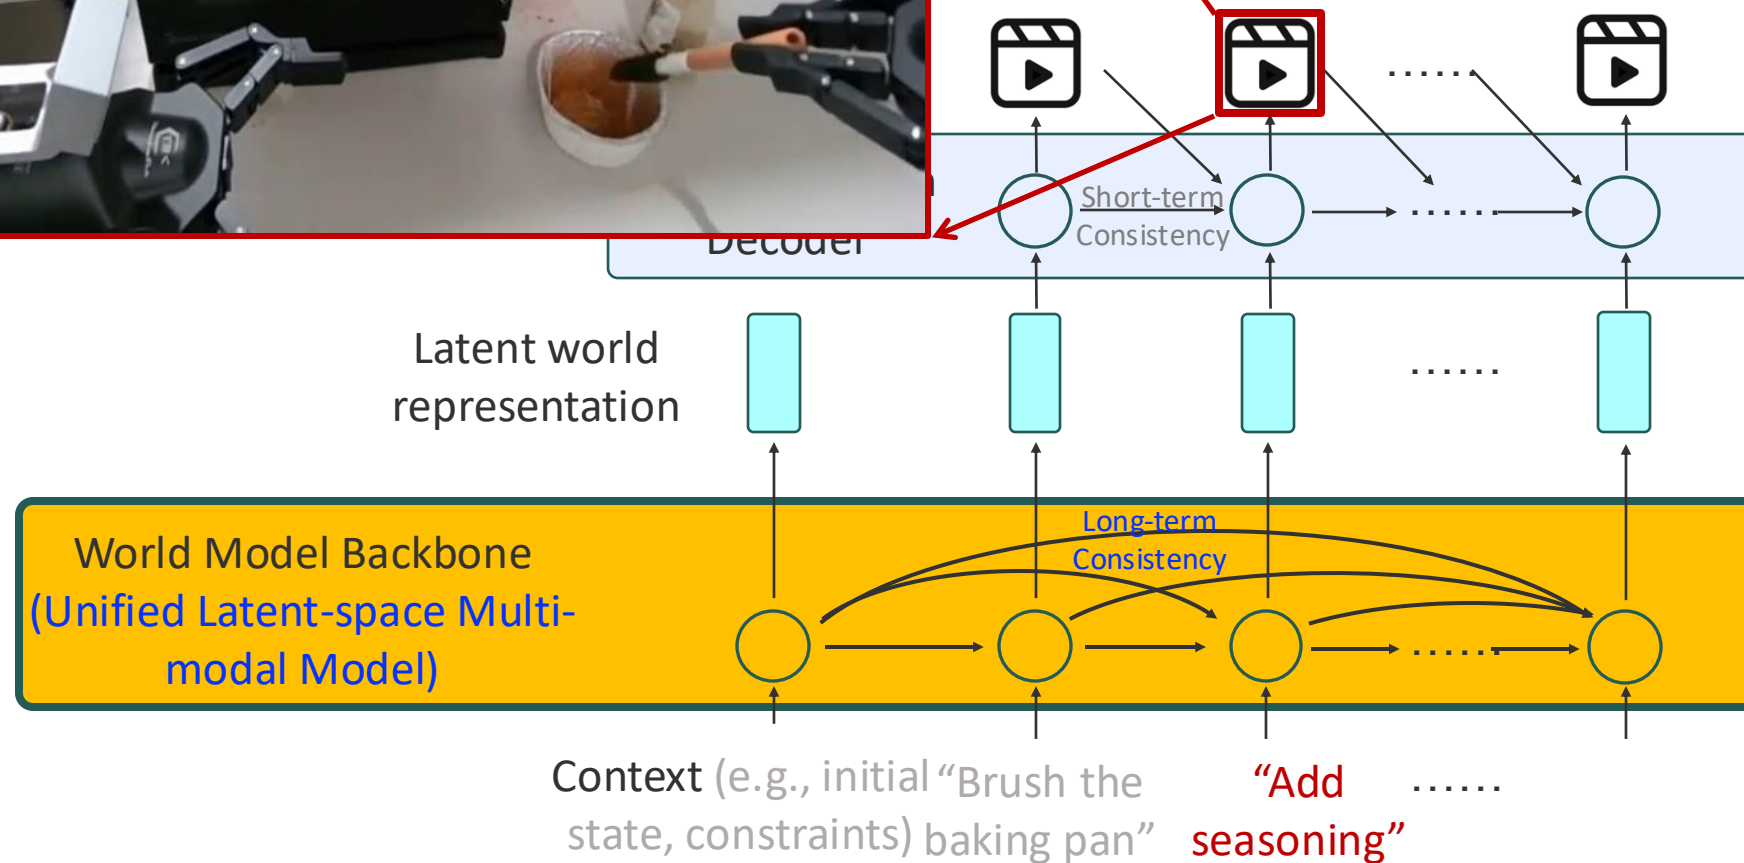 Short-term
Consistency
Decoder
Latent world
representation
......
......
......
Long-term
Consistency
World Model Backbone
(Unified Latent-space Multi-
modal Model)
......
Context (e.g., initial
state, constraints)
“Brush the
baking pan”
“Add
seasoning”
......